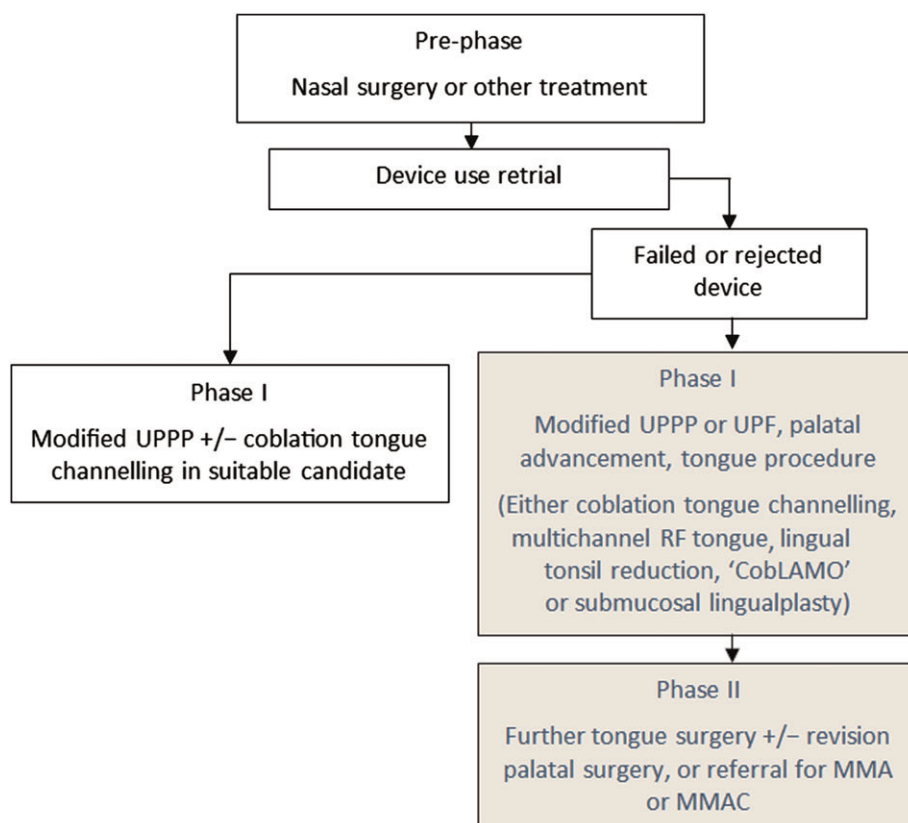 Pre-phase
Nasal surgery or other treatment
Device use retrial
Failed or rejected
device
Phase I
Modified UPPP +/− coblation tongue
channelling in suitable candidate
Phase I
Modified UPPP or UPF, palatal
advancement, tongue procedure
(Either coblation tongue channelling,
multichannel RF tongue, lingual
tonsil reduction, ‘CobLAMO’
or submucosal lingualplasty)
Phase II
Further tongue surgery +/− revision
palatal surgery, or referral for MMA
or MMAC